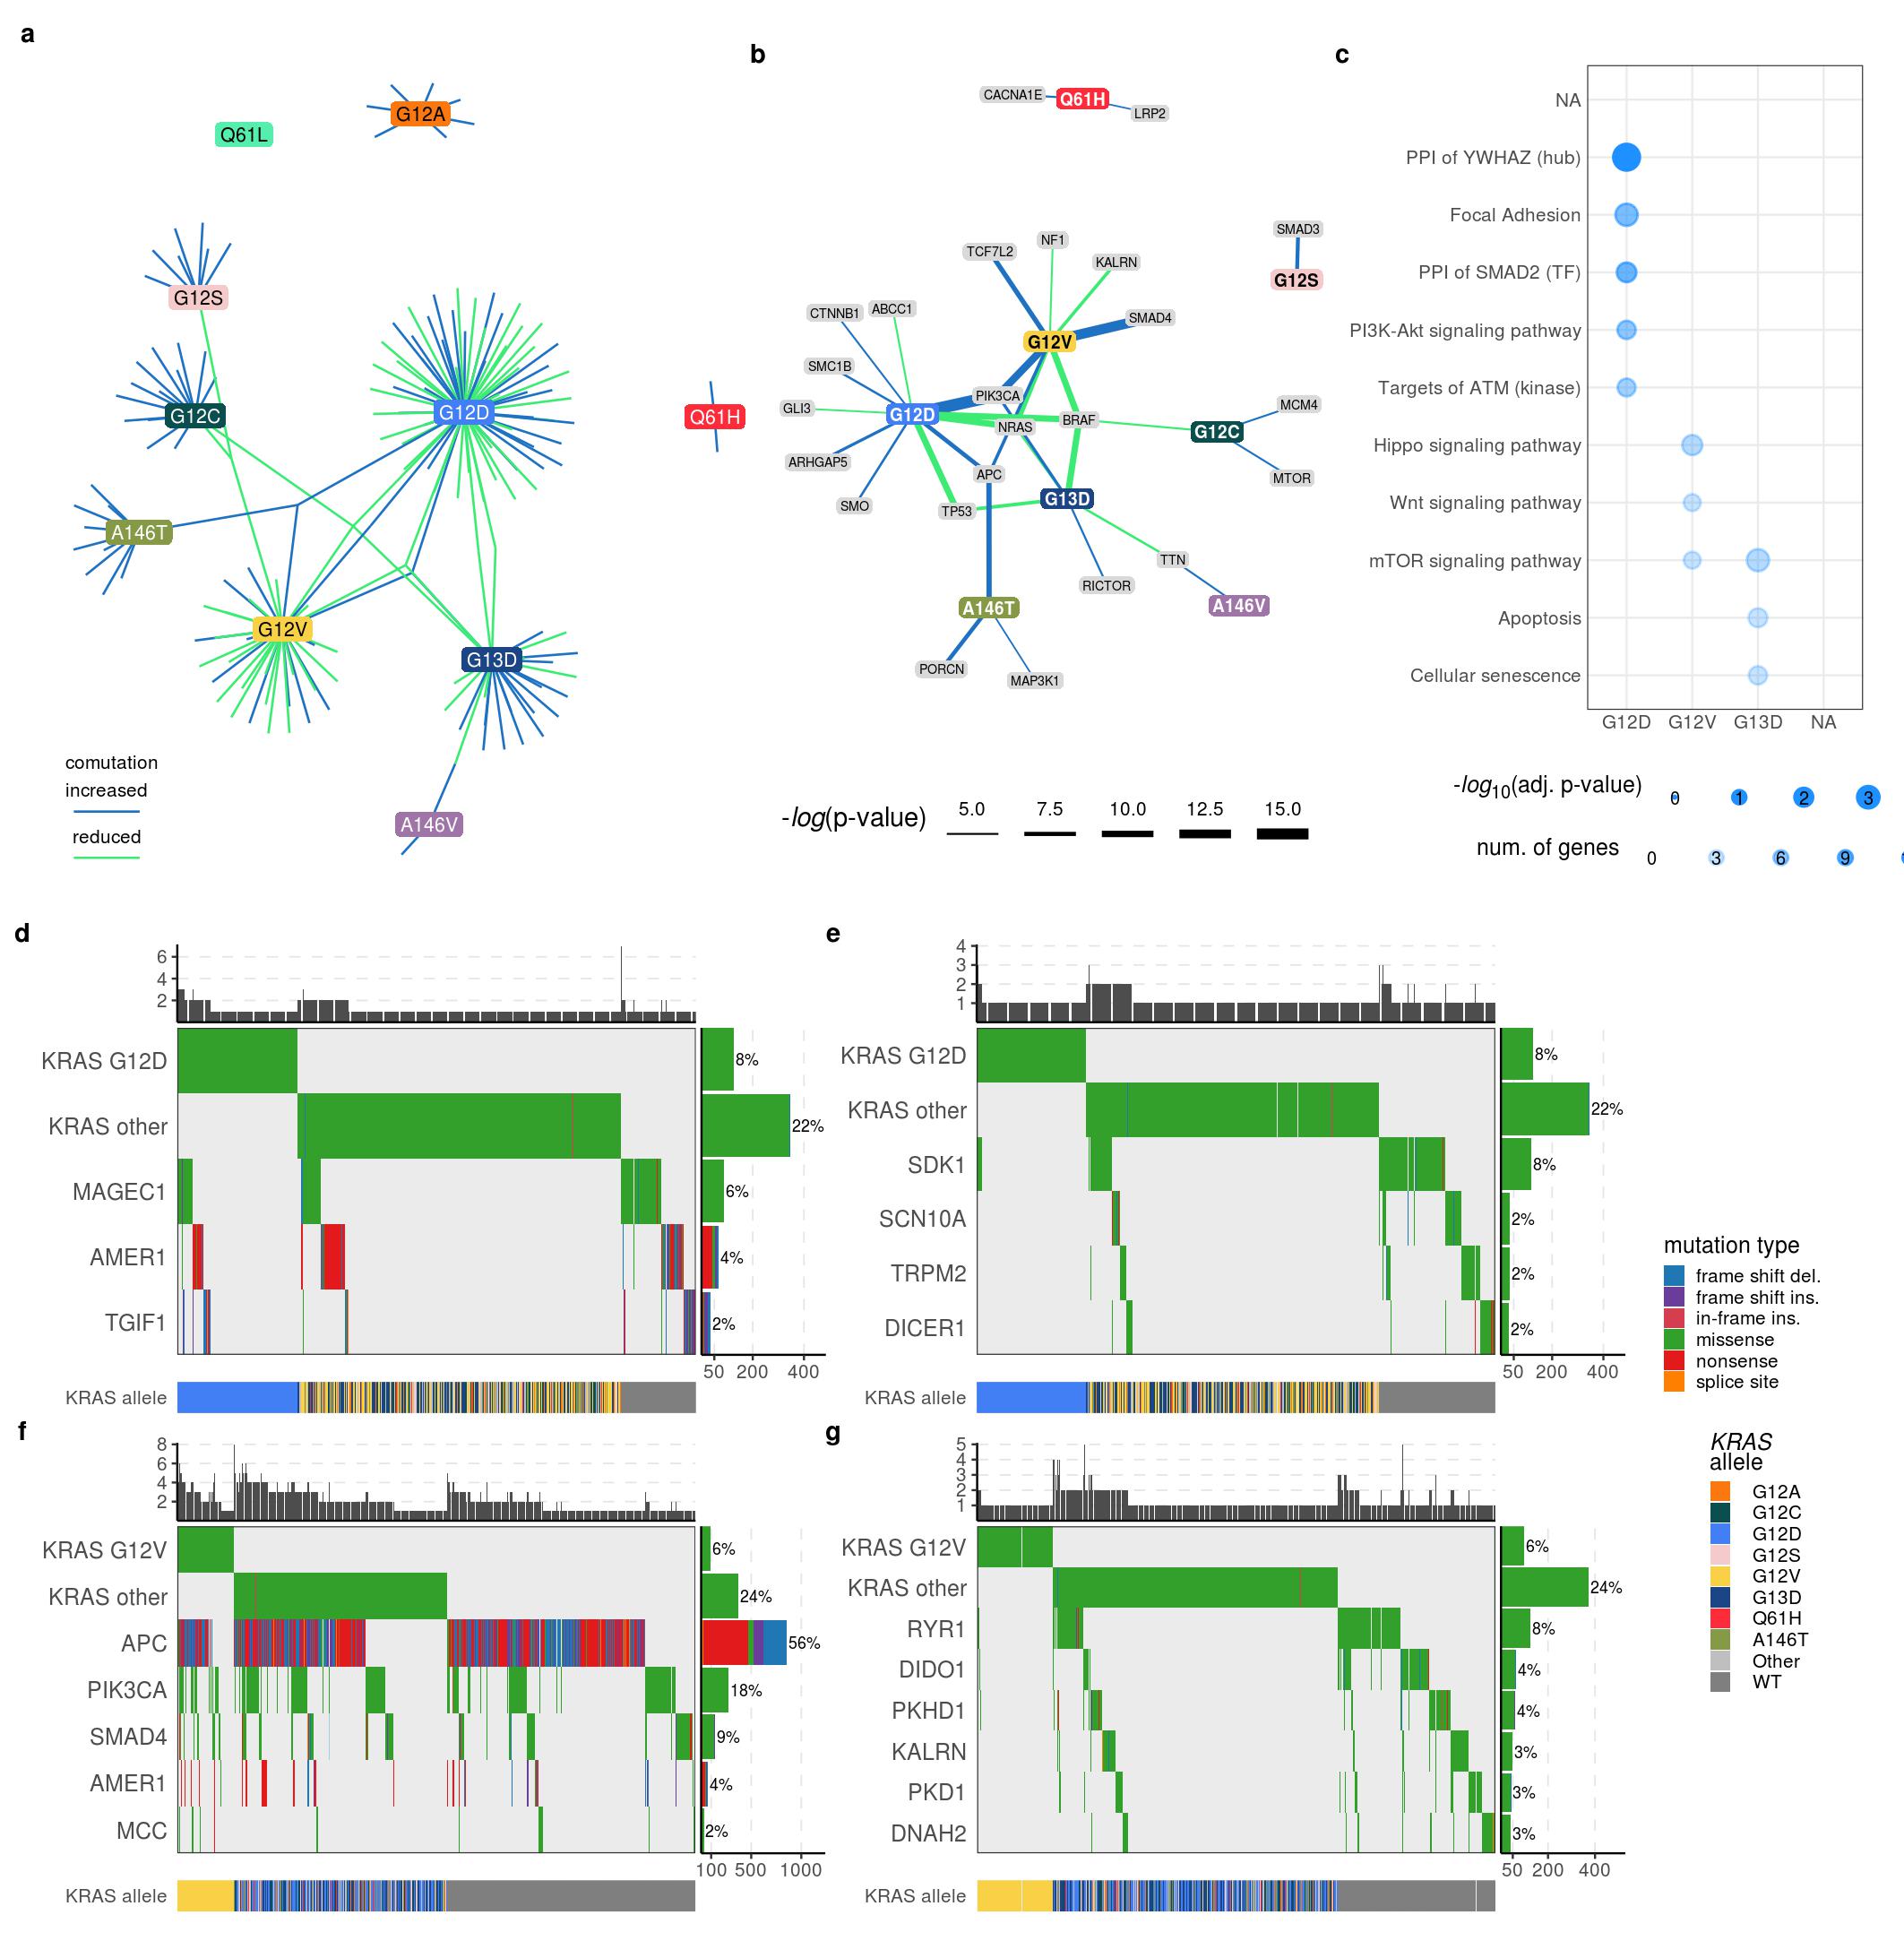 a
G12A
Q61L
G12S
G12C
G12D
Q61H
A146T
G12V
G13D
A146V
comutation
increased
reduced
b
CACNA1E
Q61H
LRP2
SMAD3
G12S
TCF7L2
NF1
KALRN
CTNNB1
ABCC1
SMAD4
G12V
SMC1B
PIK3CA
GLI3
G12D
NRAS
BRAF
MCM4
G12C
ARHGAP5
APC
MTOR
SMO
TP53
G13D
TTN
RICTOR
A146T
A146V
PORCN
MAP3K1
-log(p-value)
5.0 7.5 10.0 12.5 15.0
c
NA
PPI of YWHAZ (hub)
Focal Adhesion
PPI of SMAD2 (TF)
PI3K-Akt signaling pathway
Targets of ATM (kinase)
Hippo signaling pathway
Wnt signaling pathway
mTOR signaling pathway
Apoptosis
Cellular senescence
G12D G12V G13D NA
-log10(adj. p-value) 0 1 2 3
num. of genes 0 3 6 9
d
6
4
2
KRAS G12D 8%
KRAS other 22%
MAGEC1 6%
AMER1 4%
TGIF1 2%
50 200 400
KRAS allele
e
4
3
2
1
KRAS G12D 8%
KRAS other 22%
SDK1 8%
SCN10A 2%
TRPM2 2%
DICER1 2%
50 200 400
KRAS allele
mutation type
frame shift del.
frame shift ins.
in-frame ins.
missense
nonsense
splice site
f
8
6
4
2
KRAS G12V 6%
KRAS other 24%
APC 56%
PIK3CA 18%
SMAD4 9%
AMER1 4%
MCC 2%
100 500 1000
KRAS allele
g
5
4
3
2
1
KRAS G12V 6%
KRAS other 24%
RYR1 8%
DIDO1 4%
PKHD1 4%
KALRN 3%
PKD1 3%
DNAH2 3%
50 200 400
KRAS allele
KRAS
allele
G12A
G12C
G12D
G12S
G12V
G13D
Q61H
A146T
Other
WT